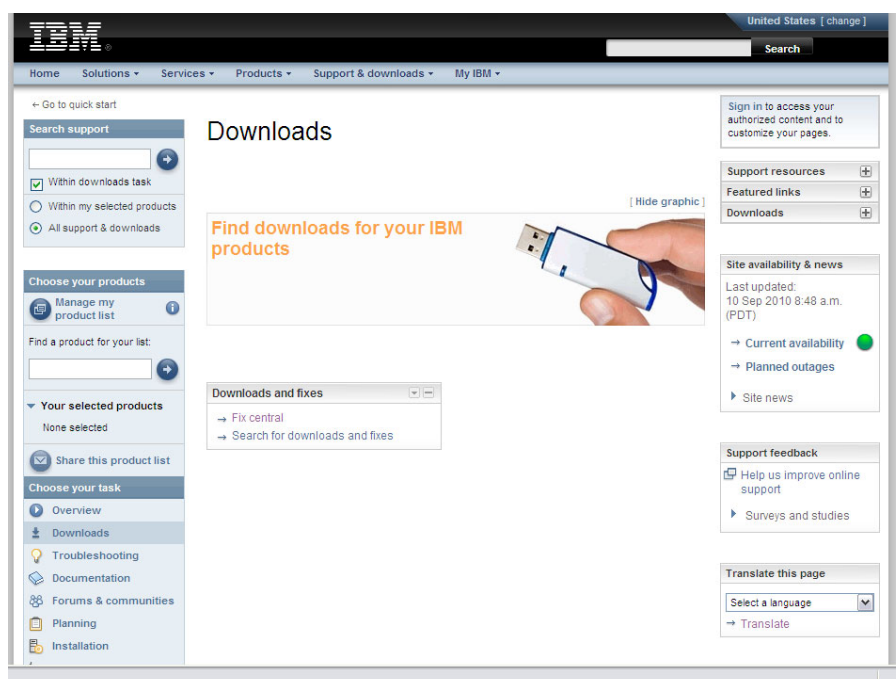 United States [ change ]
IBM
Search
Home Solutions Services Products Support & downloads My IBM
← Go to quick start
Search support
Within downloads task
Within my selected products
All support & downloads
Choose your products
Manage my
product list
Find a product for your list:
Your selected products
None selected
Share this product list
Choose your task
Overview
Downloads
Troubleshooting
Documentation
Forums & communities
Planning
Installation
Downloads
[ Hide graphic ]
Find downloads for your IBM
products
Downloads and fixes
→ Fix central
→ Search for downloads and fixes
Sign in to access your
authorized content and to
customize your pages.
Support resources
Featured links
Downloads
Site availability & news
Last updated:
10 Sep 2010 8:48 a.m.
(PDT)
→ Current availability
→ Planned outages
Site news
Support feedback
Help us improve online
support
Surveys and studies
Translate this page
Select a language
→ Translate